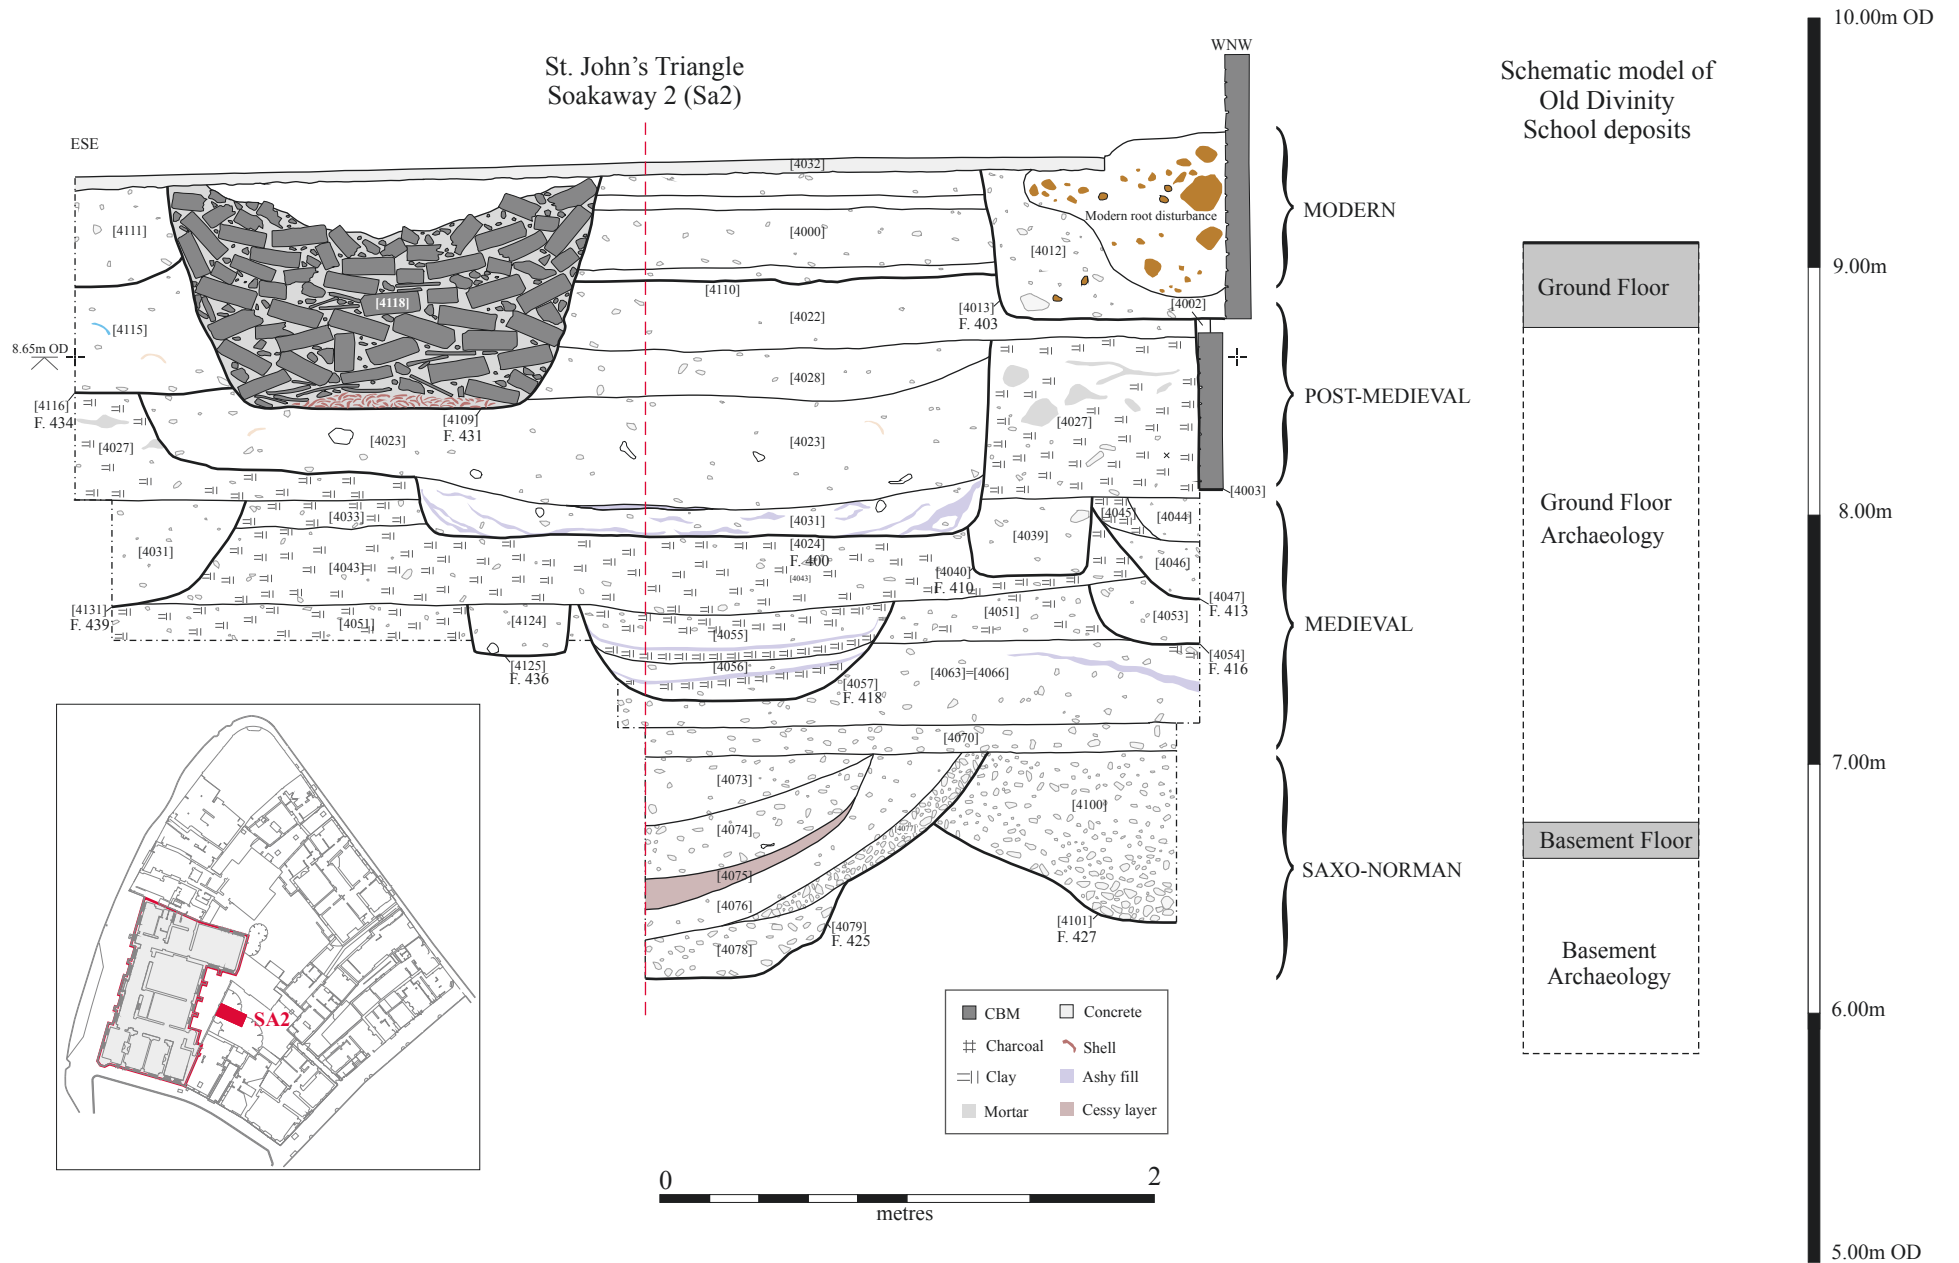 10.00m OD
WNW
St. John's Triangle
Soakaway 2 (Sa2)
Schematic model of
Old Divinity
School deposits
ESE
[4032]
MODERN
Modern root disturbance
[4111]
[4000]
[4012]
9.00m
[4110]
Ground Floor
[4118]
[4013]
F. 403
[4002]
[4115]
[4022]
8.65m OD
[4028]
POST-MEDIEVAL
[4116]
F. 434
[4109]
F. 431
[4027]
[4027]
[4023]
[4023]
[4003]
Ground Floor
Archaeology
8.00m
[4033]
[4031]
[4045]
[4044]
[4031]
[4024]
F. 400
[4039]
[4043]
[4043]
[4040]
F. 410
[4046]
[4131]
F. 439
[4047]
F. 413
[4051]
[4124]
[4055]
[4051]
[4053]
MEDIEVAL
[4125]
F. 436
[4056]
[4057]
F. 418
[4063]=[4066]
[4054]
F. 416
[4070]
7.00m
[4073]
[4100]
[4074]
[4077]
Basement Floor
[4075]
SAXO-NORMAN
[4076]
[4079]
F. 425
[4101]
F. 427
[4078]
Basement
Archaeology
SA2
6.00m
CBM
Concrete
Charcoal
Shell
Clay
Ashy fill
Mortar
Cessy layer
0
2
metres
5.00m OD